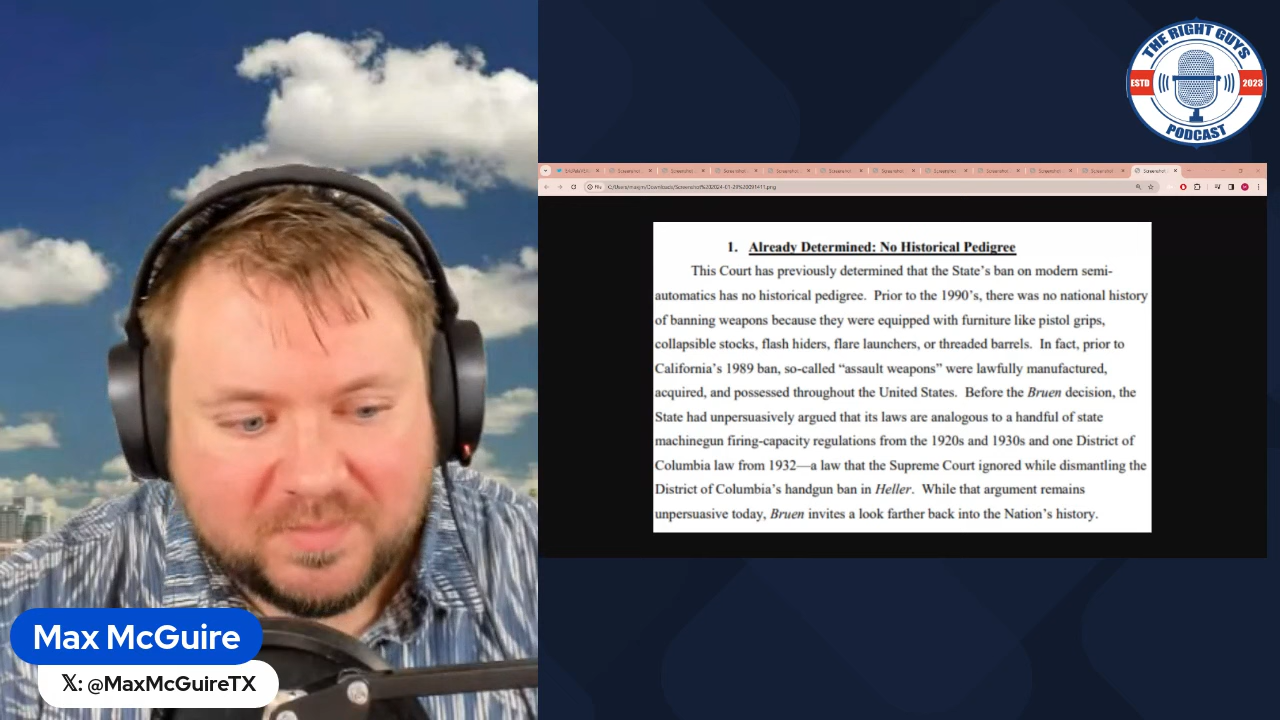 THE RIGHT GUYS
ESTD 2023
PODCAST
1. Already Determined: No Historical Pedigree
This Court has previously determined that the State's ban on modern semi-
automatics has no historical pedigree. Prior to the 1990's, there was no national history
of banning weapons because they were equipped with furniture like pistol grips,
collapsible stocks, flash hiders, flare launchers, or threaded barrels. In fact, prior to
California's 1989 ban, so-called "assault weapons" were lawfully manufactured,
acquired, and possessed throughout the United States. Before the Bruen decision, the
State had unpersuasively argued that its laws are analogous to a handful of state
machinegun firing-capacity regulations from the 1920s and 1930s and one District of
Columbia law from 1932—a law that the Supreme Court ignored while dismantling the
District of Columbia's handgun ban in Heller. While that argument remains
unpersuasive today, Bruen invites a look farther back into the Nation's history.
Max McGuire
𝕏: @MaxMcGuireTX